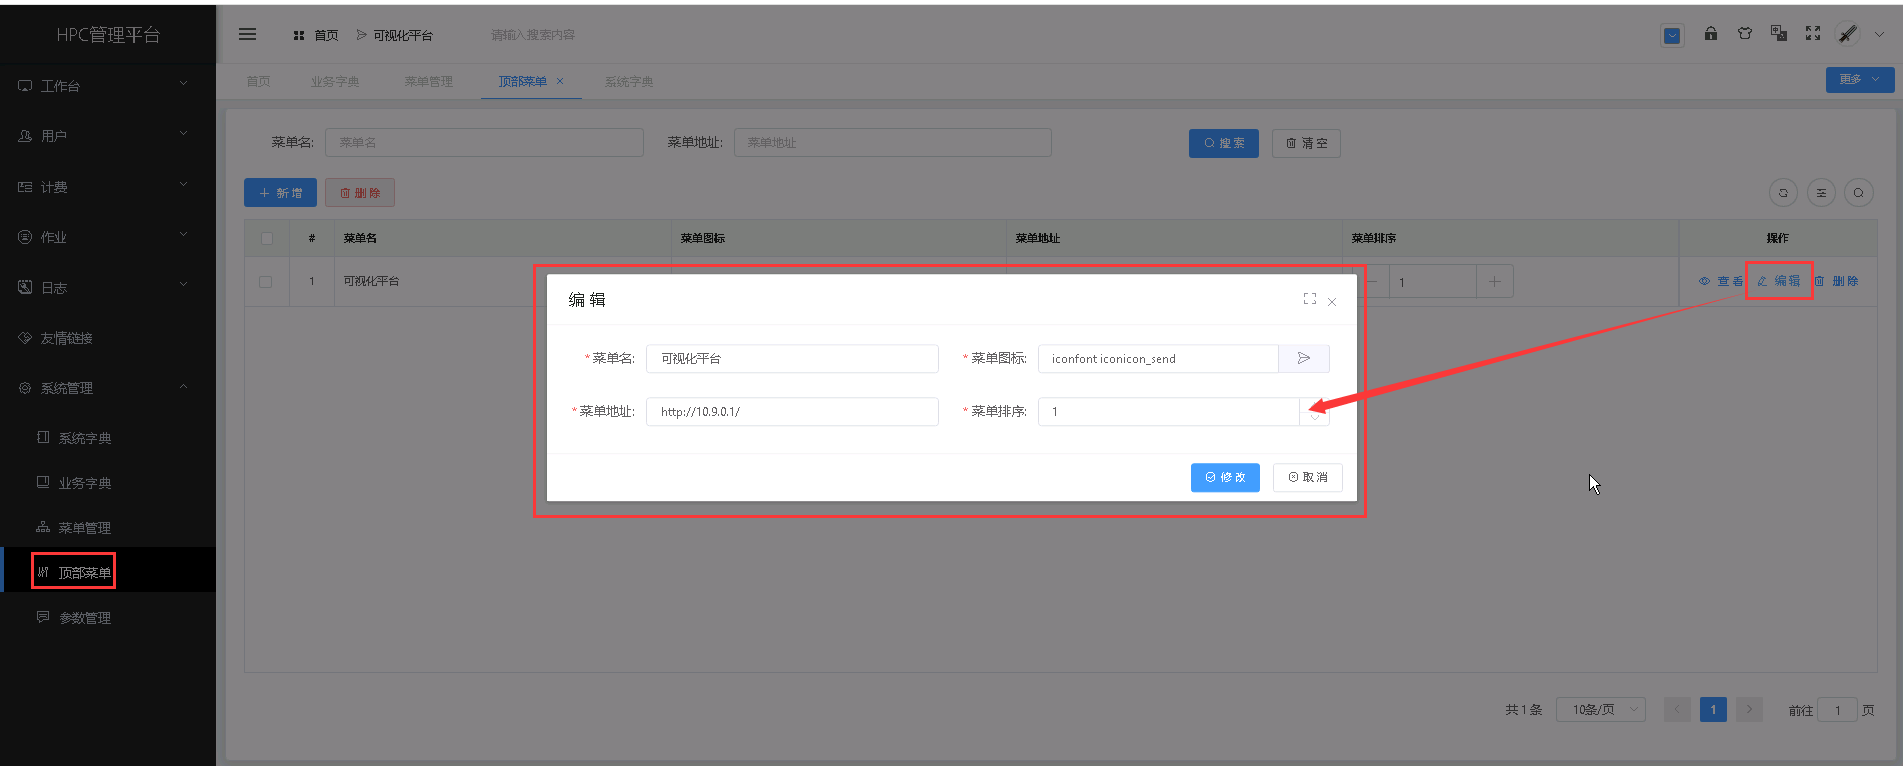 HPC管理平台
首页 可视化平台 请输入搜索内容
首页 业务字典 菜单管理 顶部菜单 系统字典 更多
工作台
用户
计费
作业
日志
友情链接
系统管理
系统字典
业务字典
菜单管理
顶部菜单
参数管理
菜单名: 菜单名 菜单地址: 菜单地址 搜索 清空
新增 删除
# 菜单名 菜单图标 菜单地址 菜单排序 操作
1 可视化平台 1 查看 编辑 删除
编辑
*菜单名: 可视化平台 *菜单图标: iconfont iconicon_send
*菜单地址: http://10.9.0.1/ *菜单排序: 1
修改 取消
共 1 条 10条/页 1 前往 1 页